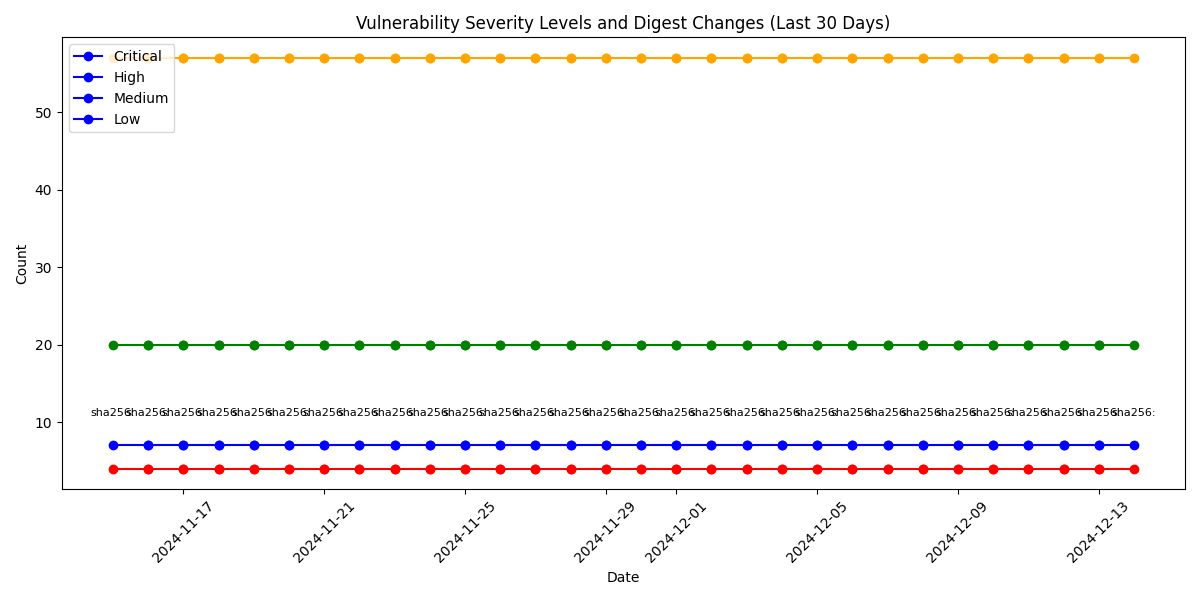 Vulnerability Severity Levels and Digest Changes (Last 30 Days)
Critical
High
Medium
Low
Count
50
40
30
20
10
sha256: sha256: sha256: sha256: sha256: sha256: sha256: sha256: sha256: sha256: sha256: sha256: sha256: sha256: sha256: sha256: sha256: sha256: sha256: sha256: sha256: sha256: sha256: sha256: sha256: sha256: sha256: sha256: sha256: sha256:
2024-11-17 2024-11-21 2024-11-25 2024-11-29 2024-12-01 2024-12-05 2024-12-09 2024-12-13
Date